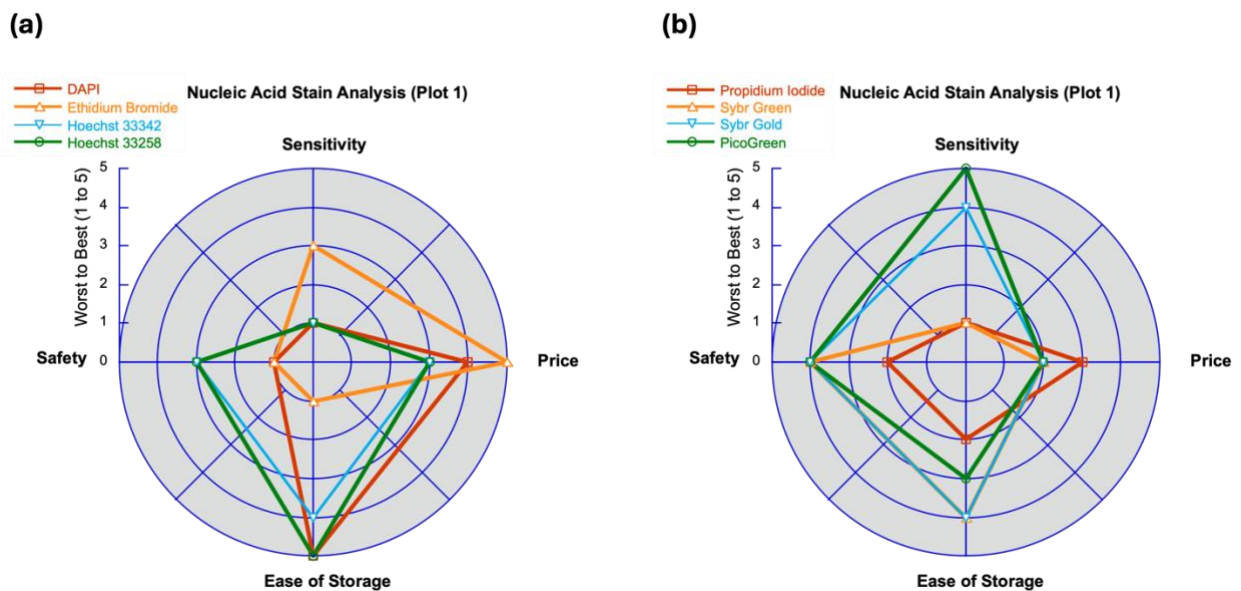 (a)
DAPI
Ethidium Bromide
Hoechst 33342
Hoechst 33258
Nucleic Acid Stain Analysis (Plot 1)
Sensitivity
Worst to Best (1 to 5)
5
4
3
2
1
0
Safety
Price
Ease of Storage
(b)
Propidium Iodide
Sybr Green
Sybr Gold
PicoGreen
Nucleic Acid Stain Analysis (Plot 1)
Sensitivity
Worst to Best (1 to 5)
5
4
3
2
1
0
Safety
Price
Ease of Storage